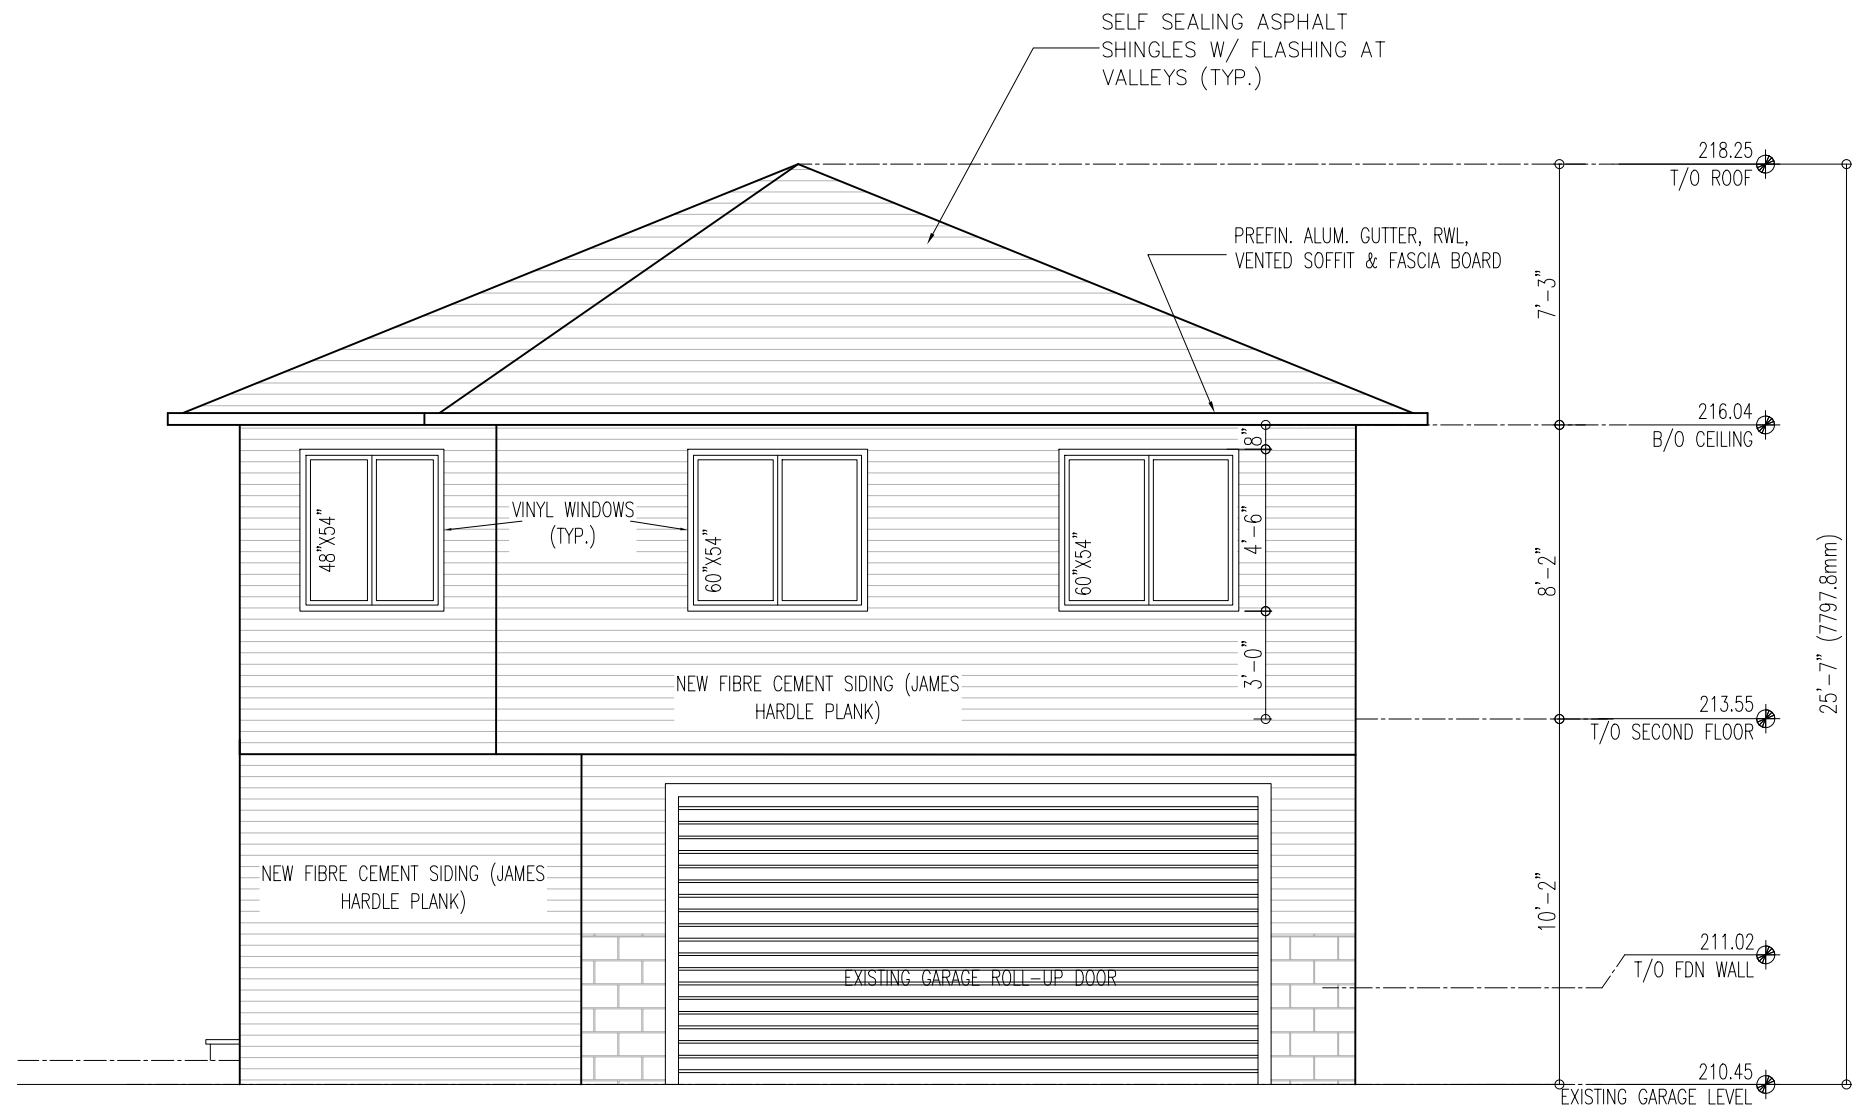 SELF SEALING ASPHALT
SHINGLES W/ FLASHING AT
VALLEYS (TYP.)
218.25
T/O ROOF
PREFIN. ALUM. GUTTER, RWL,
VENTED SOFFIT & FASCIA BOARD
7'-3"
216.04
B/O CEILING
8"
48"X54"
VINYL WINDOWS
(TYP.)
60"X54"
60"X54"
4'-6"
8'-2"
25'-7" (7797.8mm)
3'-0"
NEW FIBRE CEMENT SIDING (JAMES
HARDLE PLANK)
213.55
T/O SECOND FLOOR
NEW FIBRE CEMENT SIDING (JAMES
HARDLE PLANK)
10'-2"
211.02
T/O FDN WALL
EXISTING GARAGE ROLL-UP DOOR
210.45
EXISTING GARAGE LEVEL